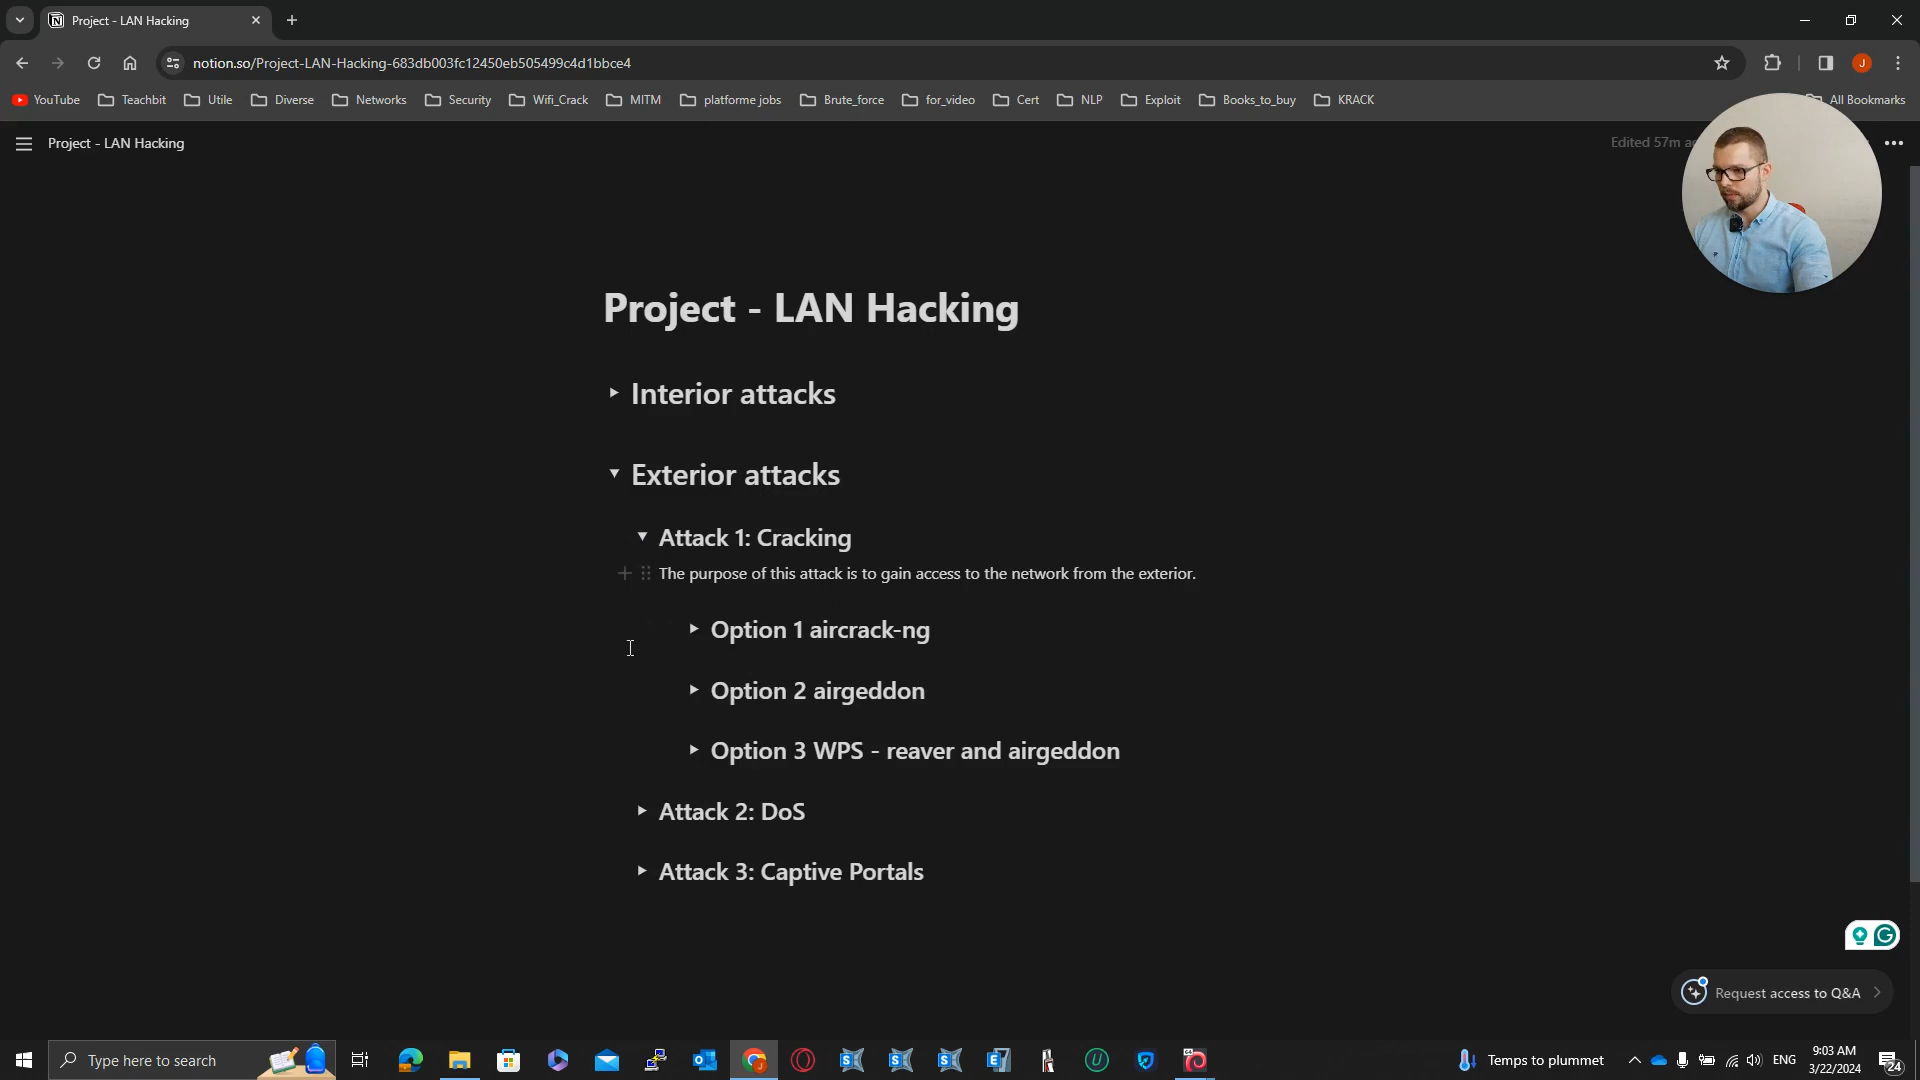 Project - LAN Hacking
notion.so/Project-LAN-Hacking-683db003fc12450eb505499c4d1bbce4
J
YouTube Teachbit Utile Diverse Networks Security Wifi_Crack MITM platforme jobs Brute_force for_video Cert NLP Exploit Books_to_buy KRACK All Bookmarks
Project - LAN Hacking
Edited 57m
Project - LAN Hacking
Interior attacks
Exterior attacks
Attack 1: Cracking
The purpose of this attack is to gain access to the network from the exterior.
Option 1 aircrack-ng
Option 2 airgeddon
Option 3 WPS - reaver and airgeddon
Attack 2: DoS
Attack 3: Captive Portals
Request access to Q&A
Type here to search
Temps to plummet
ENG
9:03 AM
3/22/2024
24